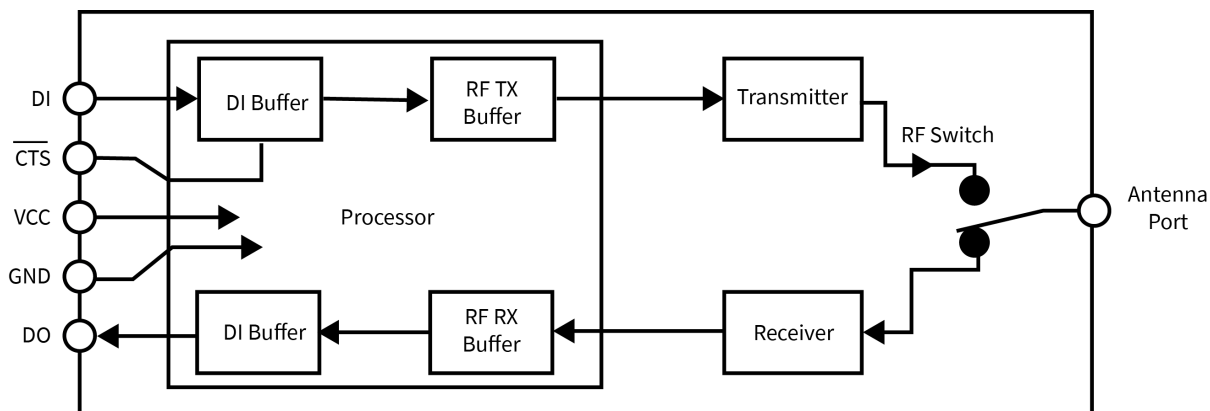 DI
DI Buffer
RF TX
Buffer
Transmitter
RF Switch
C̅T̅S̅
VCC
Processor
Antenna
Port
GND
DO
DI Buffer
RF RX
Buffer
Receiver